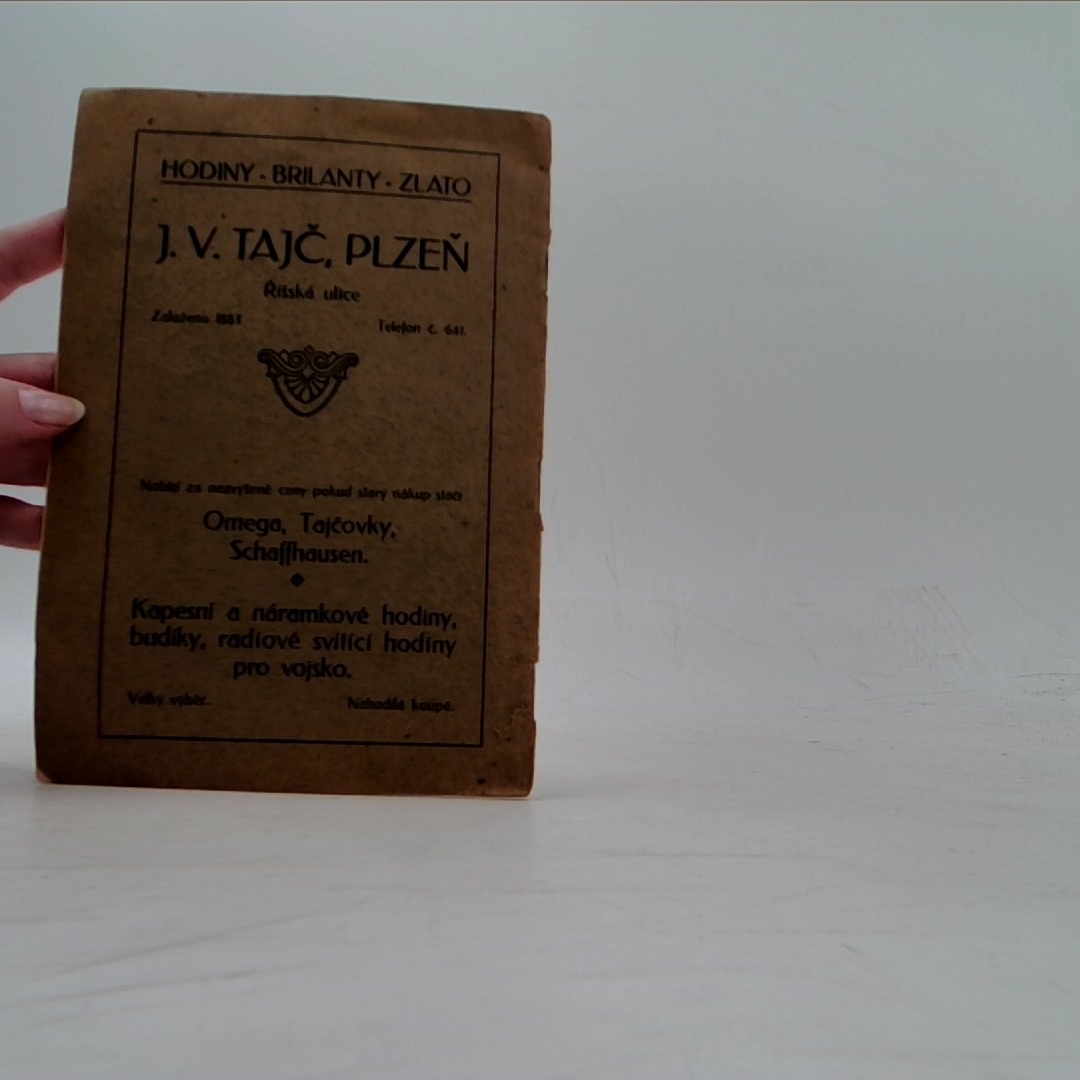 HODINY · BRILANTY · ZLATO
J. V. TAJČ, PLZEŇ
Říšská ulice
Založeno 1887
Telefon č. 641.
Nabízí za nezvýšené ceny pokud starý nákup stačí
Omega, Tajčovky,
Schaffhausen.
Kapesní a náramkové hodiny,
budíky, radiové svítící hodiny
pro vojsko.
Velký výběr.
Nahodilá koupě.